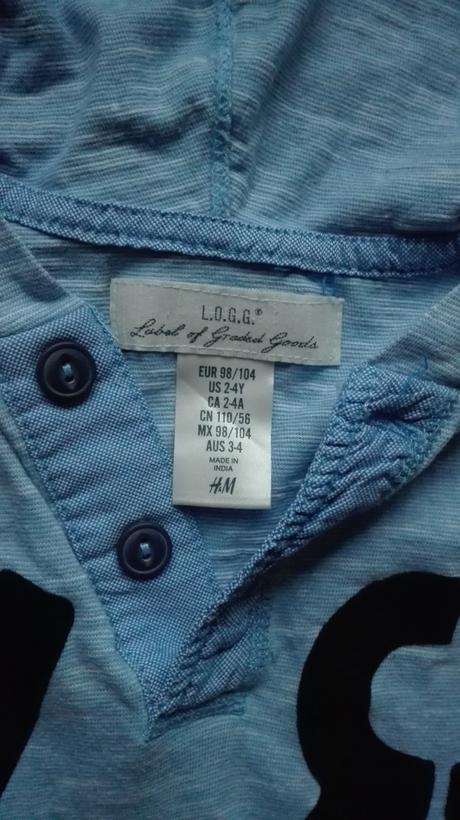 L.O.G.G.®
Label of Graded Goods
EUR 98/104
US 2-4Y
CA 2-4A
CN 110/56
MX 98/104
AUS 3-4
MADE IN
INDIA
H&M